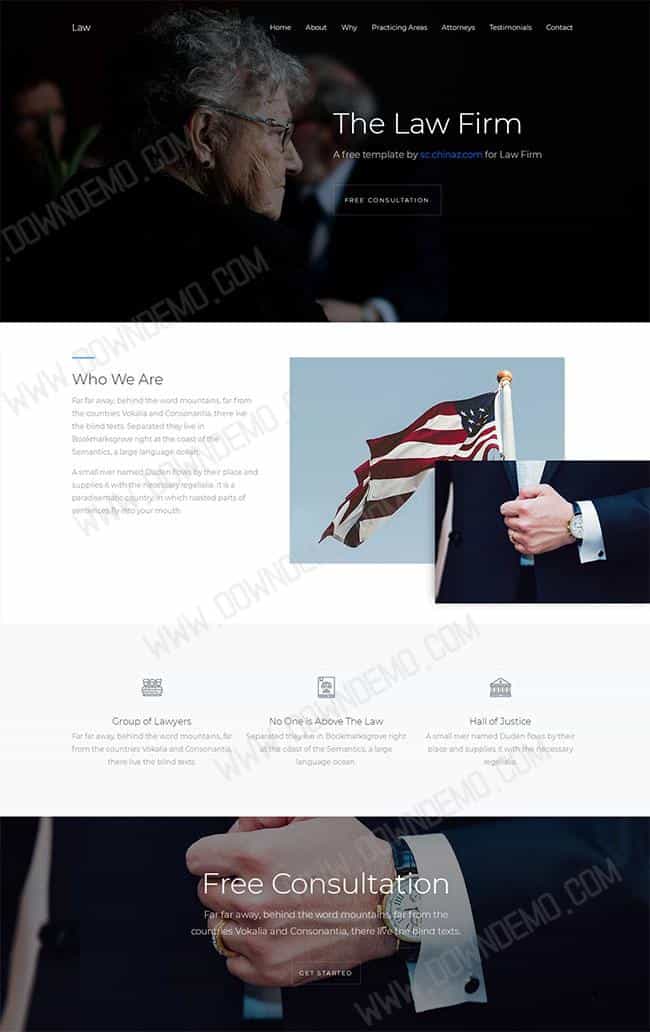 Law
Home About Why Practicing Areas Attorneys Testimonials Contact
The Law Firm
A free template by sc.chinaz.com for Law Firm
FREE CONSULTATION
Who We Are
Far far away, behind the word mountains, far from
the countries Vokalia and Consonantia, there live
the blind texts. Separated they live in
Bookmarksgrove right at the coast of the
Semantics, a large language ocean.
A small river named Duden flows by their place and
supplies it with the necessary regelialia. It is a
paradisematic country, in which roasted parts of
sentences fly into your mouth.
Group of Lawyers
Far far away, behind the word mountains, far
from the countries Vokalia and Consonantia,
there live the blind texts.
No One is Above The Law
Separated they live in Bookmarksgrove right
at the coast of the Semantics, a large
language ocean.
Hall of Justice
A small river named Duden flows by their
place and supplies it with the necessary
regelialia.
Free Consultation
Far far away, behind the word mountains, far from the
countries Vokalia and Consonantia, there live the blind texts.
GET STARTED
WWW.DOWNDEMO.COM
WWW.DOWNDEMO.COM
WWW.DOWNDEMO.COM
WWW.DOWNDEMO.COM
WWW.DOWNDEMO.COM
WWW.DOWNDEMO.COM